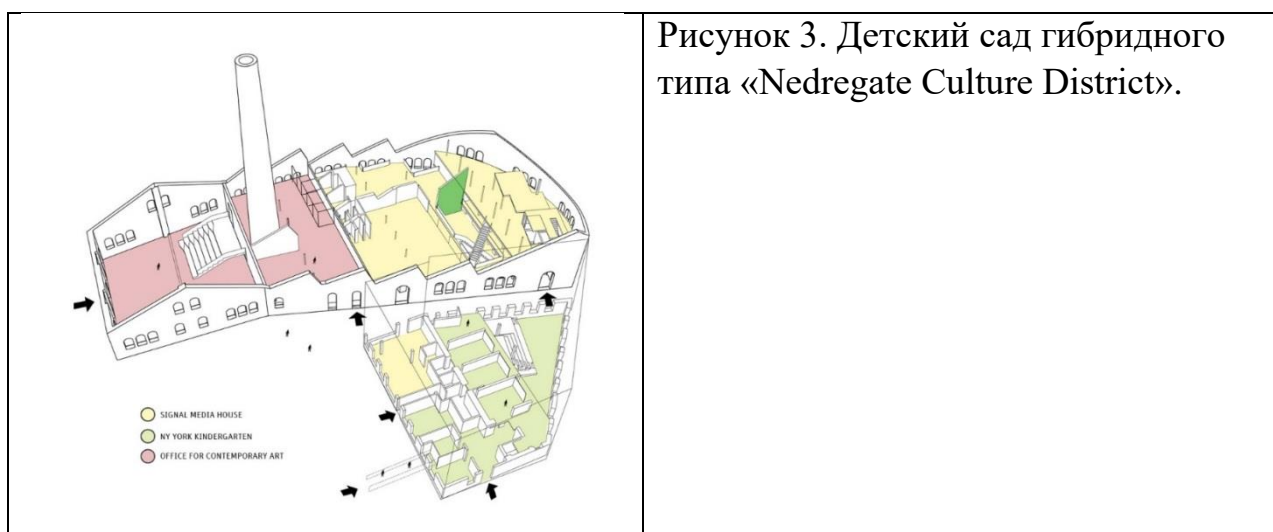 Рисунок 3. Детский сад гибридного
типа «Nedregate Culture District».
SIGNAL MEDIA HOUSE
NY YORK KINDERGARTEN
OFFICE FOR CONTEMPORARY ART